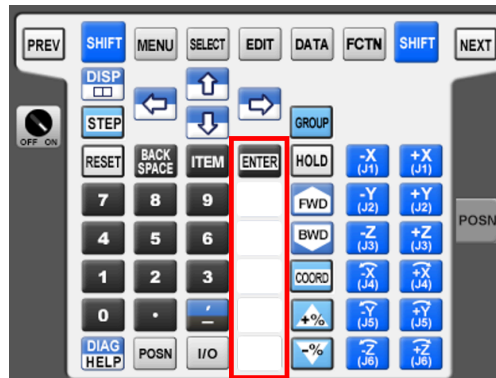 PREV SHIFT MENU SELECT EDIT DATA FCTN SHIFT NEXT
DISP
STEP GROUP
OFF ON
RESET BACK SPACE ITEM ENTER HOLD -X (J1) +X (J1)
7 8 9 FWD -Y (J2) +Y (J2)
POSN
4 5 6 BWD -Z (J3) +Z (J3)
1 2 3 COORD -X (J4) +X (J4)
0 . +% -Y (J5) +Y (J5)
DIAG HELP POSN I/O -% -Z (J6) +Z (J6)